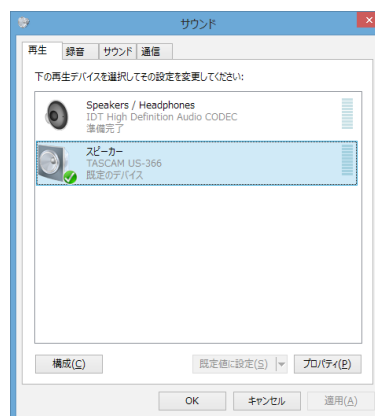 サウンド
再生 録音 サウンド 通信
下の再生デバイスを選択してその設定を変更してください:
Speakers / Headphones
IDT High Definition Audio CODEC
準備完了
スピーカー
TASCAM US-366
既定のデバイス
構成(C) 既定値に設定(S) プロパティ(P)
OK キャンセル 適用(A)